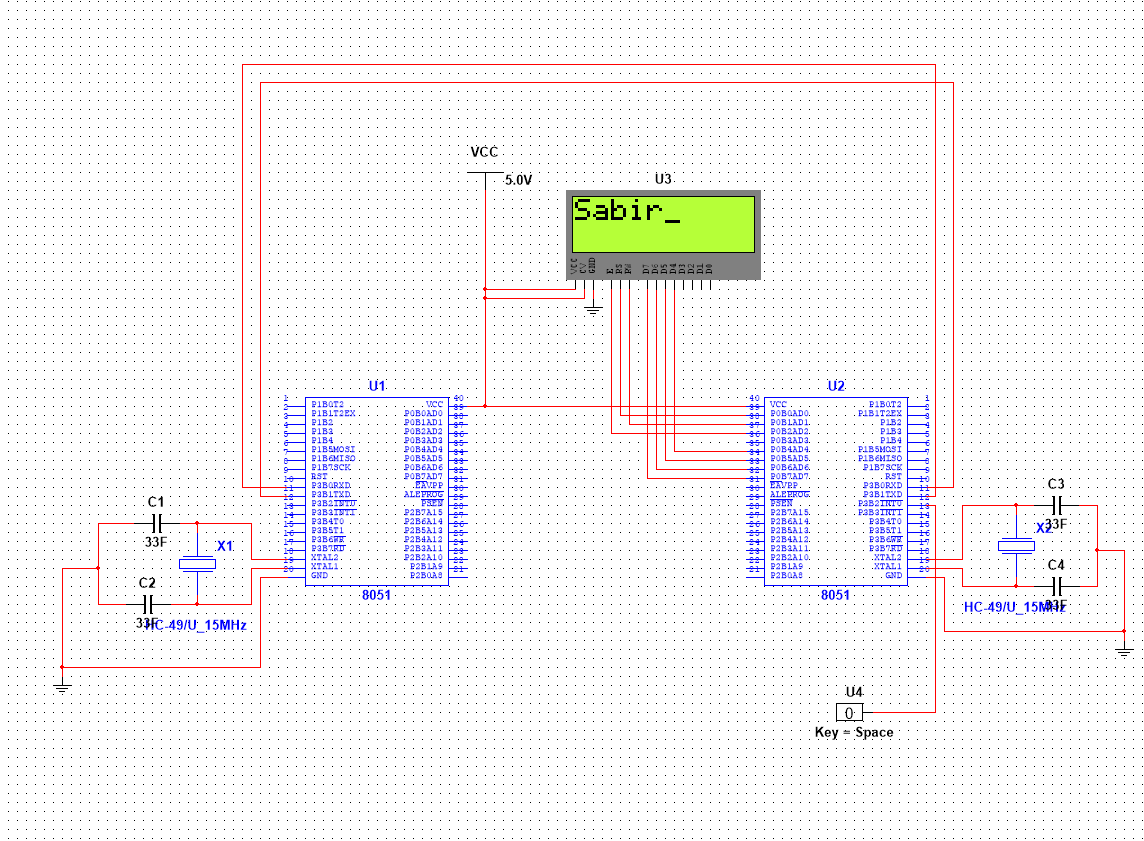 VCC
5.0V
U3
Sabir_
VCC
CV
GND
E
RS
RW
D7
D6
D5
D4
D3
D2
D1
D0
U1
P1B0T2
P1B1T2EX
P1B2
P1B3
P1B4
P1B5MOSI
P1B6MISO
P1B7SCK
RST
P3B0RXD
P3B1TXD
P3B2INT0
P3B3INT1
P3B4T0
P3B5T1
P3B6WR
P3B7RD
XTAL2
XTAL1
GND
VCC
P0B0AD0
P0B1AD1
P0B2AD2
P0B3AD3
P0B4AD4
P0B5AD5
P0B6AD6
P0B7AD7
EAVPP
ALEPROG
PSEN
P2B7A15
P2B6A14
P2B5A13
P2B4A12
P2B3A11
P2B2A10
P2B1A9
P2B0A8
8051
U2
VCC
P0B0AD0
P0B1AD1
P0B2AD2
P0B3AD3
P0B4AD4
P0B5AD5
P0B6AD6
P0B7AD7
EAVPP
ALEPROG
PSEN
P2B7A15
P2B6A14
P2B5A13
P2B4A12
P2B3A11
P2B2A10
P2B1A9
P2B0A8
P1B0T2
P1B1T2EX
P1B2
P1B3
P1B4
P1B5MOSI
P1B6MISO
P1B7SCK
RST
P3B0RXD
P3B1TXD
P3B2INT0
P3B3INT1
P3B4T0
P3B5T1
P3B6WR
P3B7RD
XTAL2
XTAL1
GND
8051
C1
33F
X1
C2
33F
HC-49/U_15MHz
C3
33F
X2
C4
33F
HC-49/U_15MHz
U4
0
Key = Space